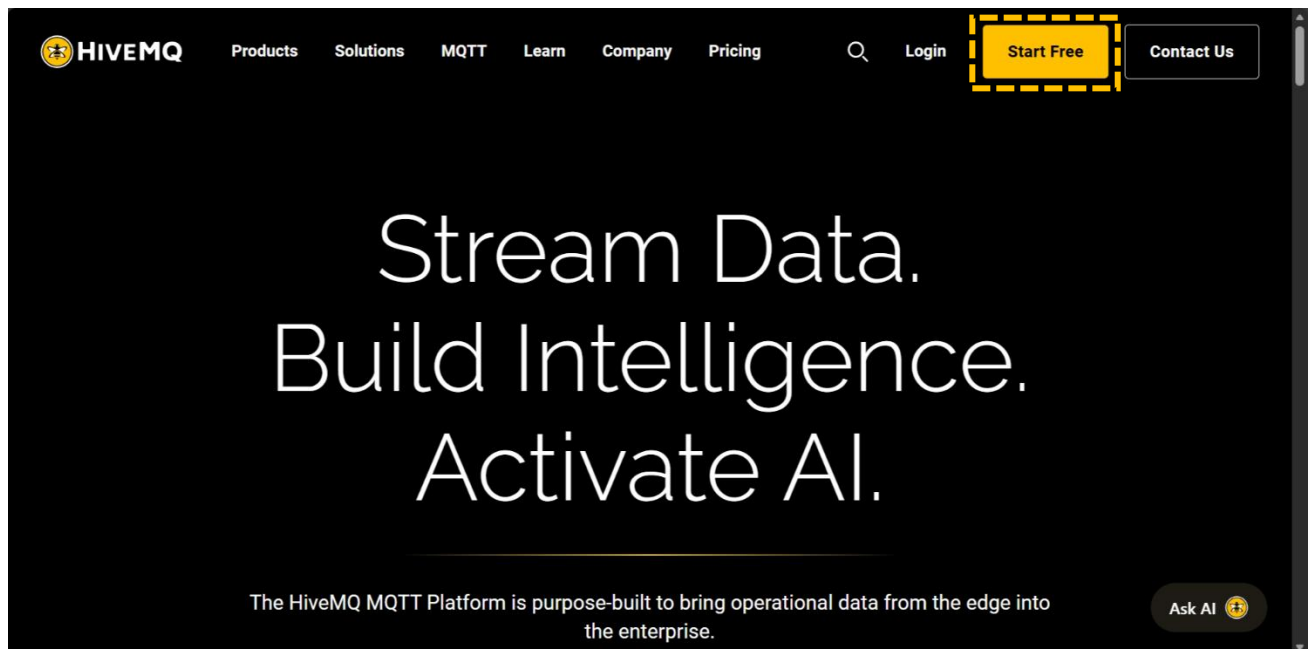 HIVEMQ Products Solutions MQTT Learn Company Pricing Login Start Free Contact Us
Stream Data.
Build Intelligence.
Activate AI.
The HiveMQ MQTT Platform is purpose-built to bring operational data from the edge into
the enterprise.
Ask AI